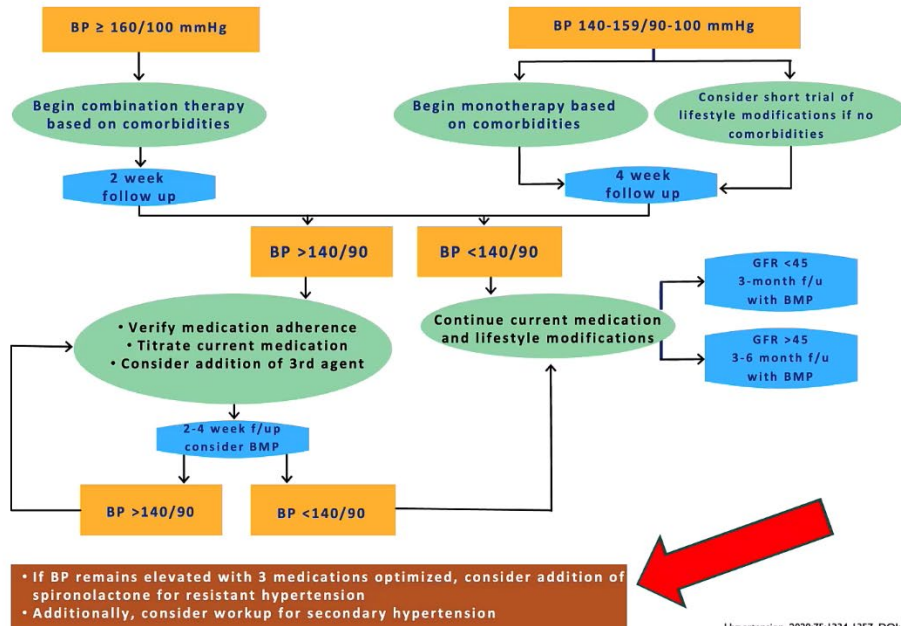 BP ≥ 160/100 mmHg
BP 140-159/90-100 mmHg
Begin combination therapy
based on comorbidities
Begin monotherapy based
on comorbidities
Consider short trial of
lifestyle modifications if no
comorbidities
2 week
follow up
4 week
follow up
BP >140/90
BP <140/90
• Verify medication adherence
• Titrate current medication
• Consider addition of 3rd agent
Continue current medication
and lifestyle modifications
GFR <45
3-month f/u
with BMP
GFR >45
3-6 month f/u
with BMP
2-4 week f/up
consider BMP
BP >140/90
BP <140/90
• If BP remains elevated with 3 medications optimized, consider addition of
spironolactone for resistant hypertension
• Additionally, consider workup for secondary hypertension